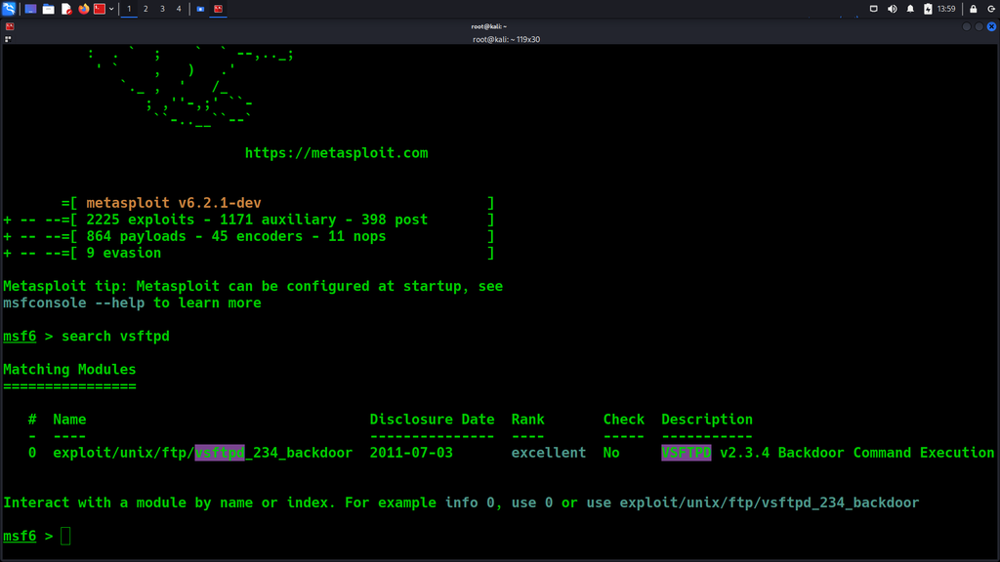 1 2 3 4 13:59
root@kali: ~
root@kali: ~ 119x30
https://metasploit.com
=[ metasploit v6.2.1-dev ]
+ -- --=[ 2225 exploits - 1171 auxiliary - 398 post ]
+ -- --=[ 864 payloads - 45 encoders - 11 nops ]
+ -- --=[ 9 evasion ]
Metasploit tip: Metasploit can be configured at startup, see
msfconsole --help to learn more
msf6 > search vsftpd
Matching Modules
================
# Name Disclosure Date Rank Check Description
- ---- --------------- ---- ----- -----------
0 exploit/unix/ftp/vsftpd_234_backdoor 2011-07-03 excellent No VSFTPD v2.3.4 Backdoor Command Execution
Interact with a module by name or index. For example info 0, use 0 or use exploit/unix/ftp/vsftpd_234_backdoor
msf6 >